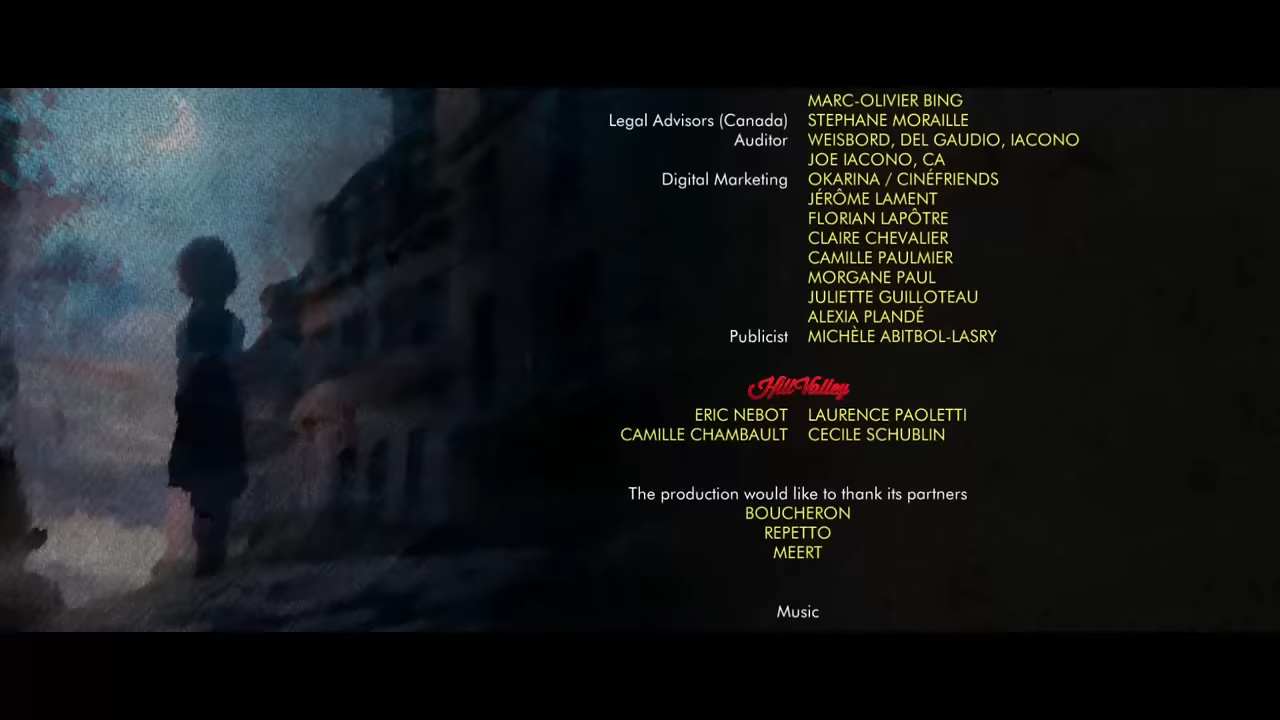 MARC-OLIVIER BING
Legal Advisors (Canada) STEPHANE MORAILLE
Auditor WEISBORD, DEL GAUDIO, IACONO
JOE IACONO, CA
Digital Marketing OKARINA / CINÉFRIENDS
JÉRÔME LAMENT
FLORIAN LAPÔTRE
CLAIRE CHEVALIER
CAMILLE PAULMIER
MORGANE PAUL
JULIETTE GUILLOTEAU
ALEXIA PLANDÉ
Publicist MICHÈLE ABITBOL-LASRY
Hill Valley
ERIC NEBOT LAURENCE PAOLETTI
CAMILLE CHAMBAULT CECILE SCHUBLIN
The production would like to thank its partners
BOUCHERON
REPETTO
MEERT
Music